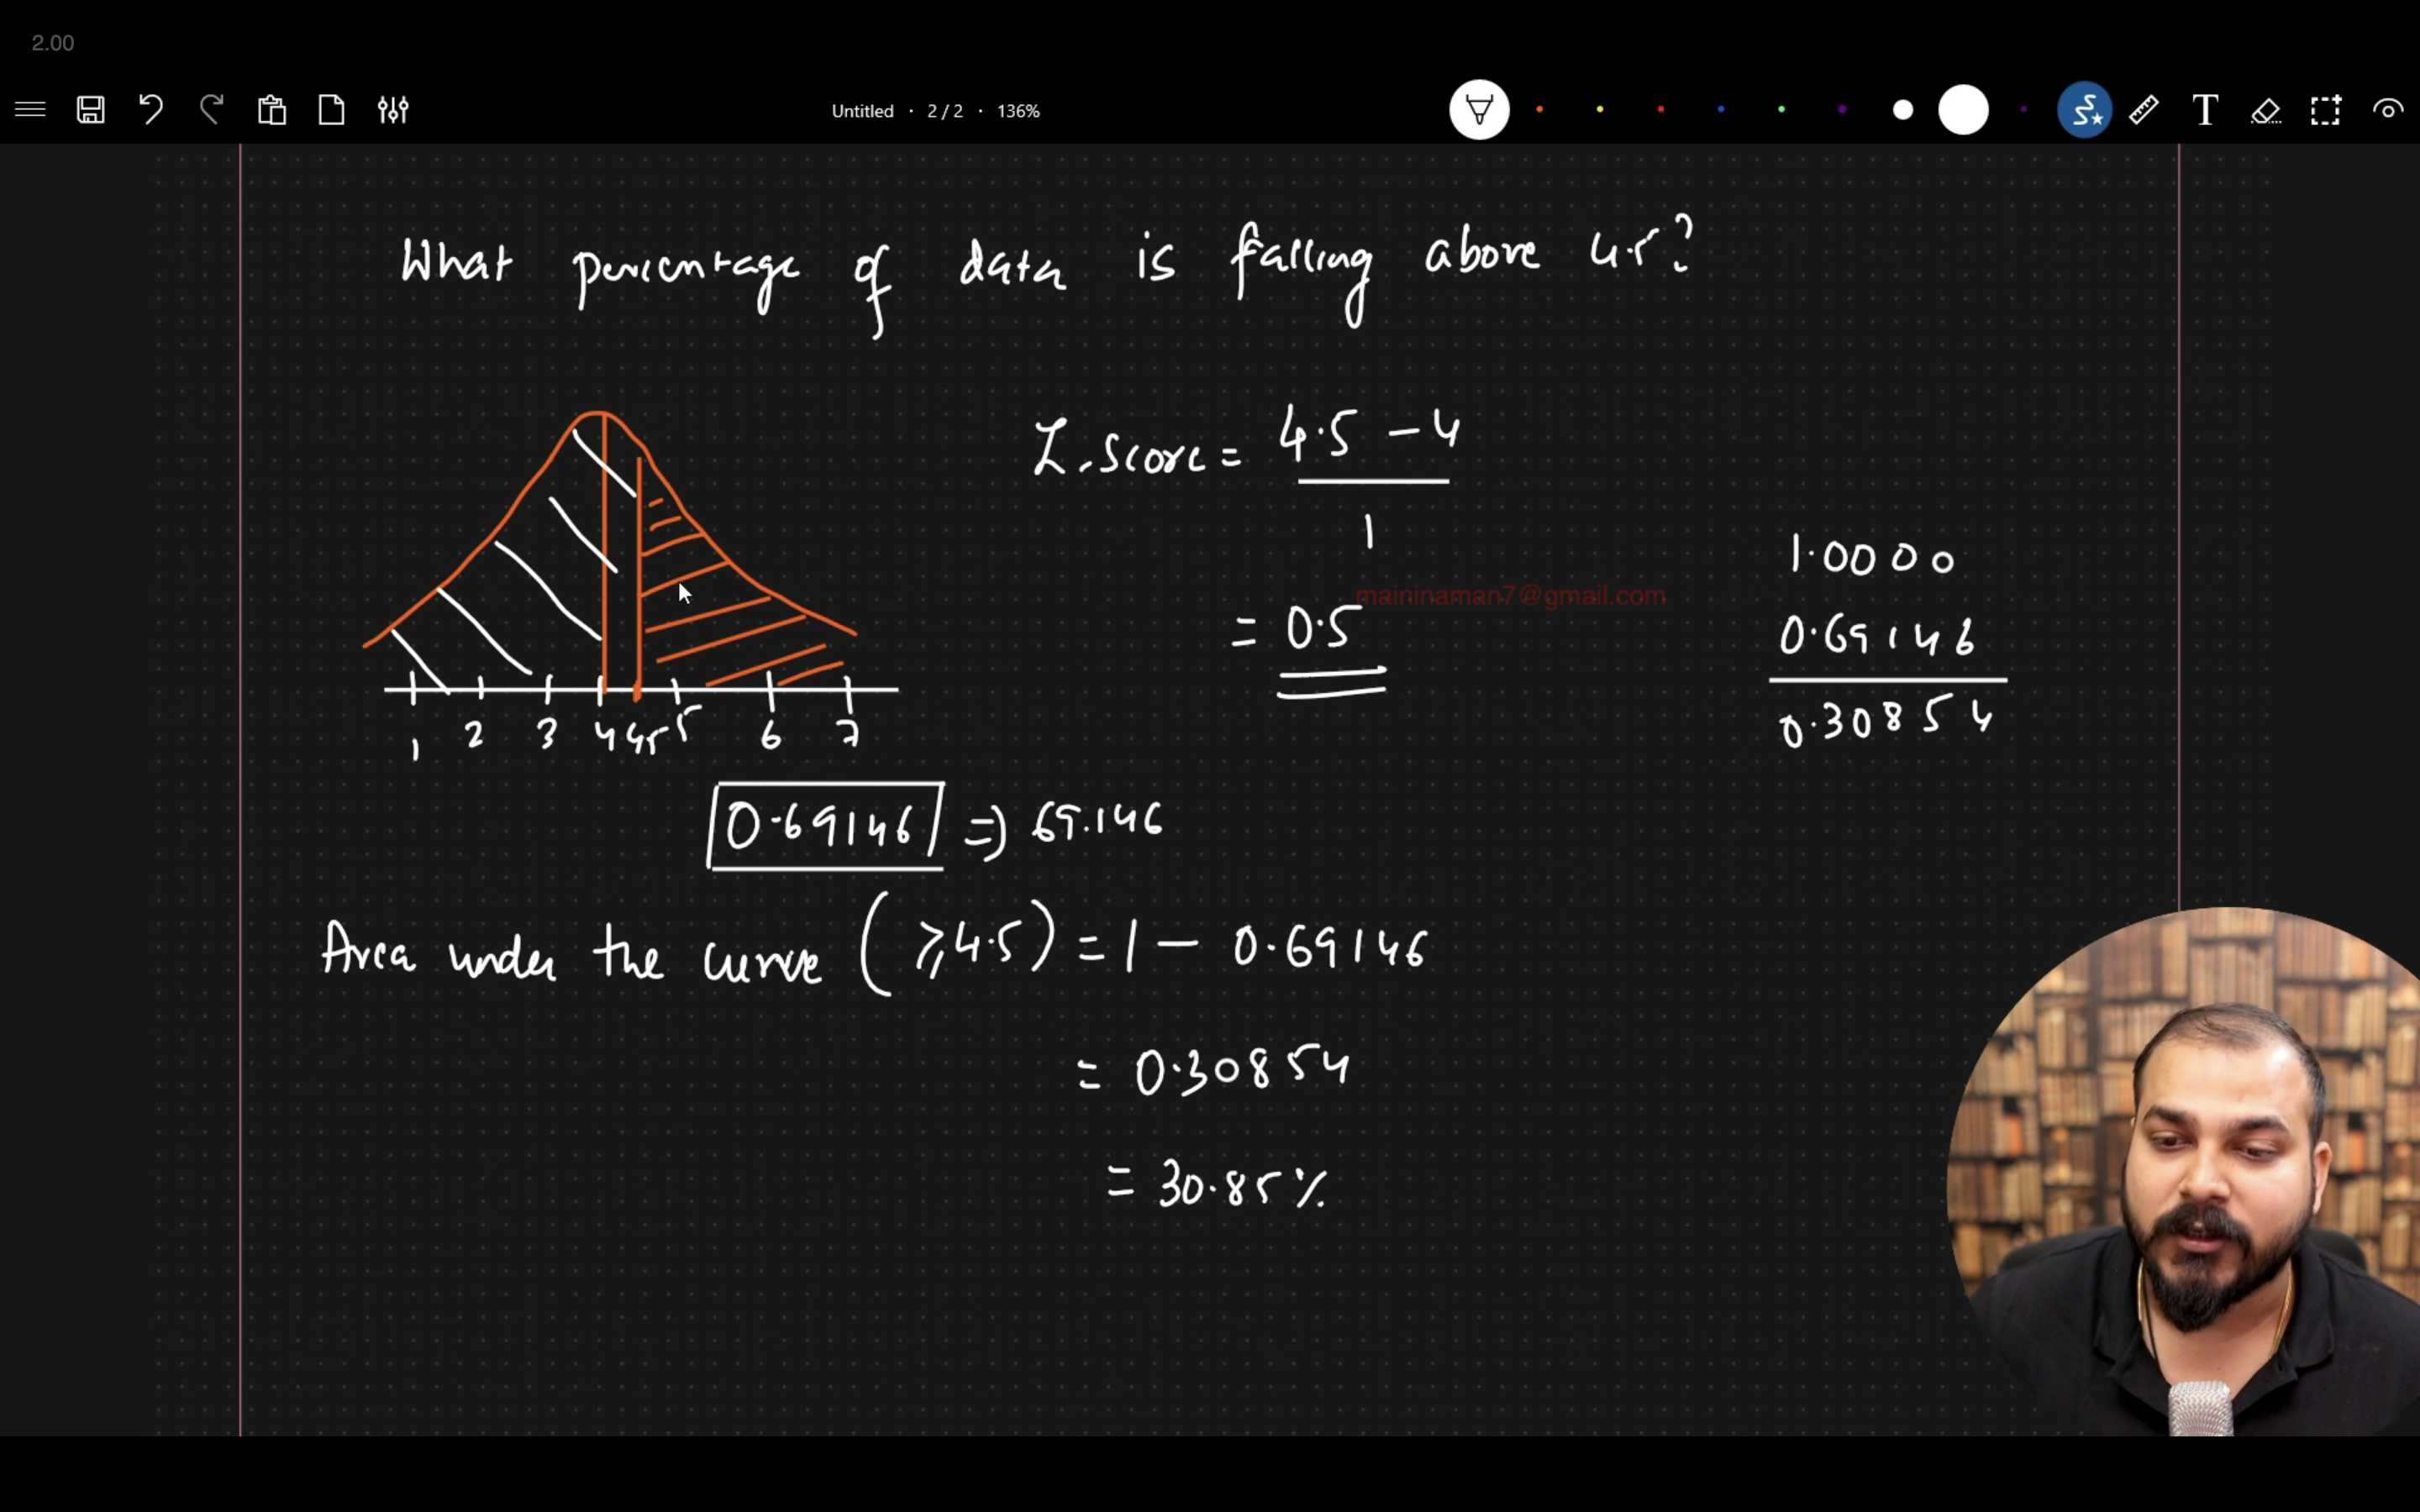 2.00
Untitled · 2 / 2 · 136%
T
What percentage of data is falling above 4.5?
Z.Score = 4.5 - 4
1
= 0.5
maininaman7@gmail.com
1.0000
0.69146
0.30854
1 2 3 4 4.5 5 6 7
0.69146 => 69.146
Area under the curve (≥4.5) = 1 - 0.69146
= 0.30854
= 30.85%